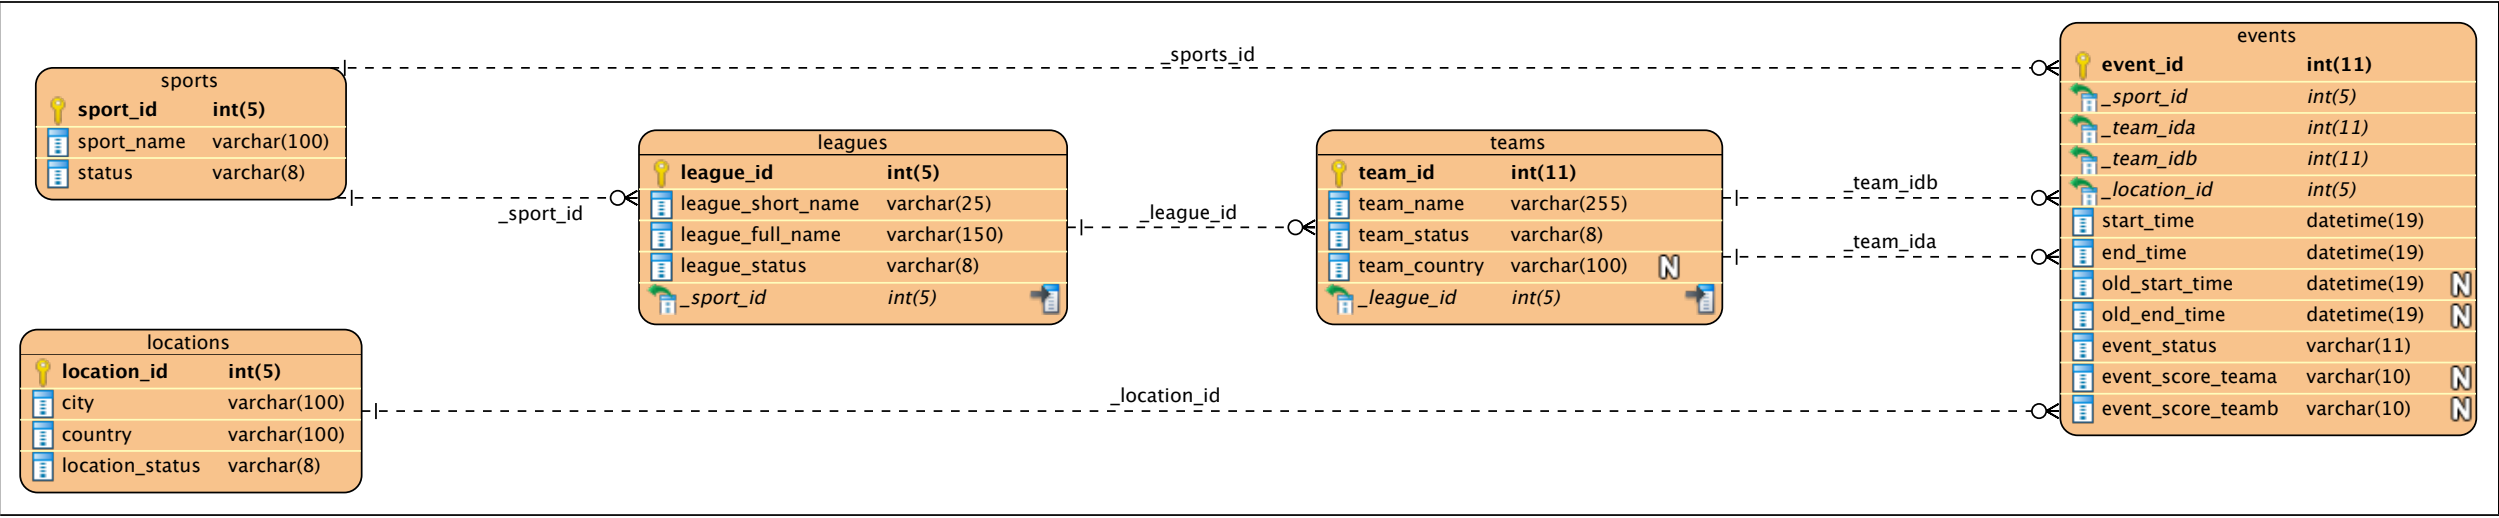 sports
sport_id int(5)
sport_name varchar(100)
status varchar(8)
_sports_id
_sport_id
leagues
league_id int(5)
league_short_name varchar(25)
league_full_name varchar(150)
league_status varchar(8)
_sport_id int(5)
_league_id
teams
team_id int(11)
team_name varchar(255)
team_status varchar(8)
team_country varchar(100) N
_league_id int(5)
_team_idb
_team_ida
events
event_id int(11)
_sport_id int(5)
_team_ida int(11)
_team_idb int(11)
_location_id int(5)
start_time datetime(19)
end_time datetime(19)
old_start_time datetime(19) N
old_end_time datetime(19) N
event_status varchar(11)
event_score_teama varchar(10) N
event_score_teamb varchar(10) N
locations
location_id int(5)
city varchar(100)
country varchar(100)
location_status varchar(8)
_location_id